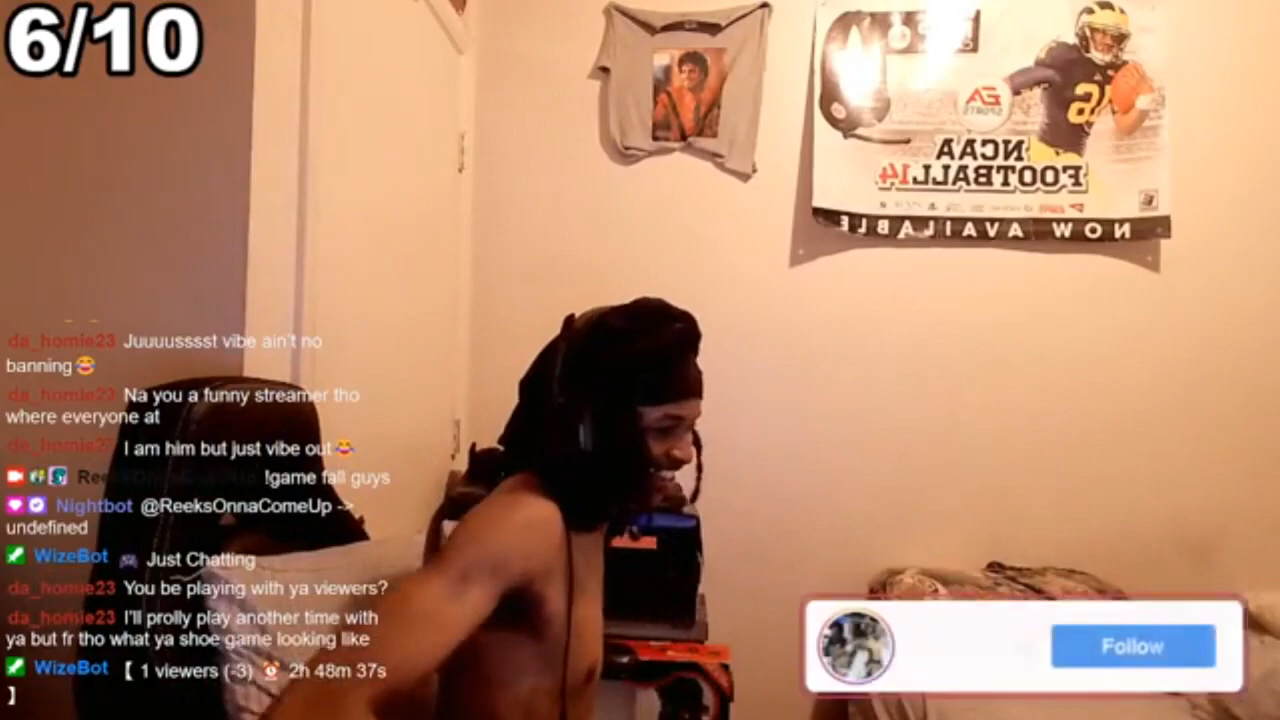 6/10
EA
SPORTS
NCAA
FOOTBALL 14
NOW AVAILABLE
da_homie23 Juuuusssst vibe ain't no
banning😂
da_homie23 Na you a funny streamer tho
where everyone at
da_homie23 I am him but just vibe out😂
!game fall guys
Nightbot @ReeksOnnaComeUp ->
undefined
WizeBot 🎮 Just Chatting
da_homie23 You be playing with ya viewers?
da_homie23 I'll prolly play another time with
ya but fr tho what ya shoe game looking like
WizeBot 【 1 viewers (-3) ⏰ 2h 48m 37s
】
Follow